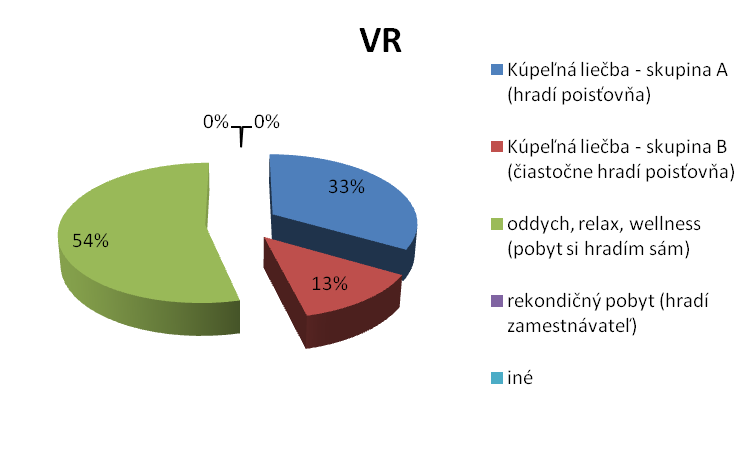 VR
0%
0%
33%
54%
13%
Kúpeľná liečba - skupina A
(hradí poisťovňa)
Kúpeľná liečba - skupina B
(čiastočne hradí poisťovňa)
oddych, relax, wellness
(pobyt si hradím sám)
rekondičný pobyt (hradí
zamestnávateľ)
iné